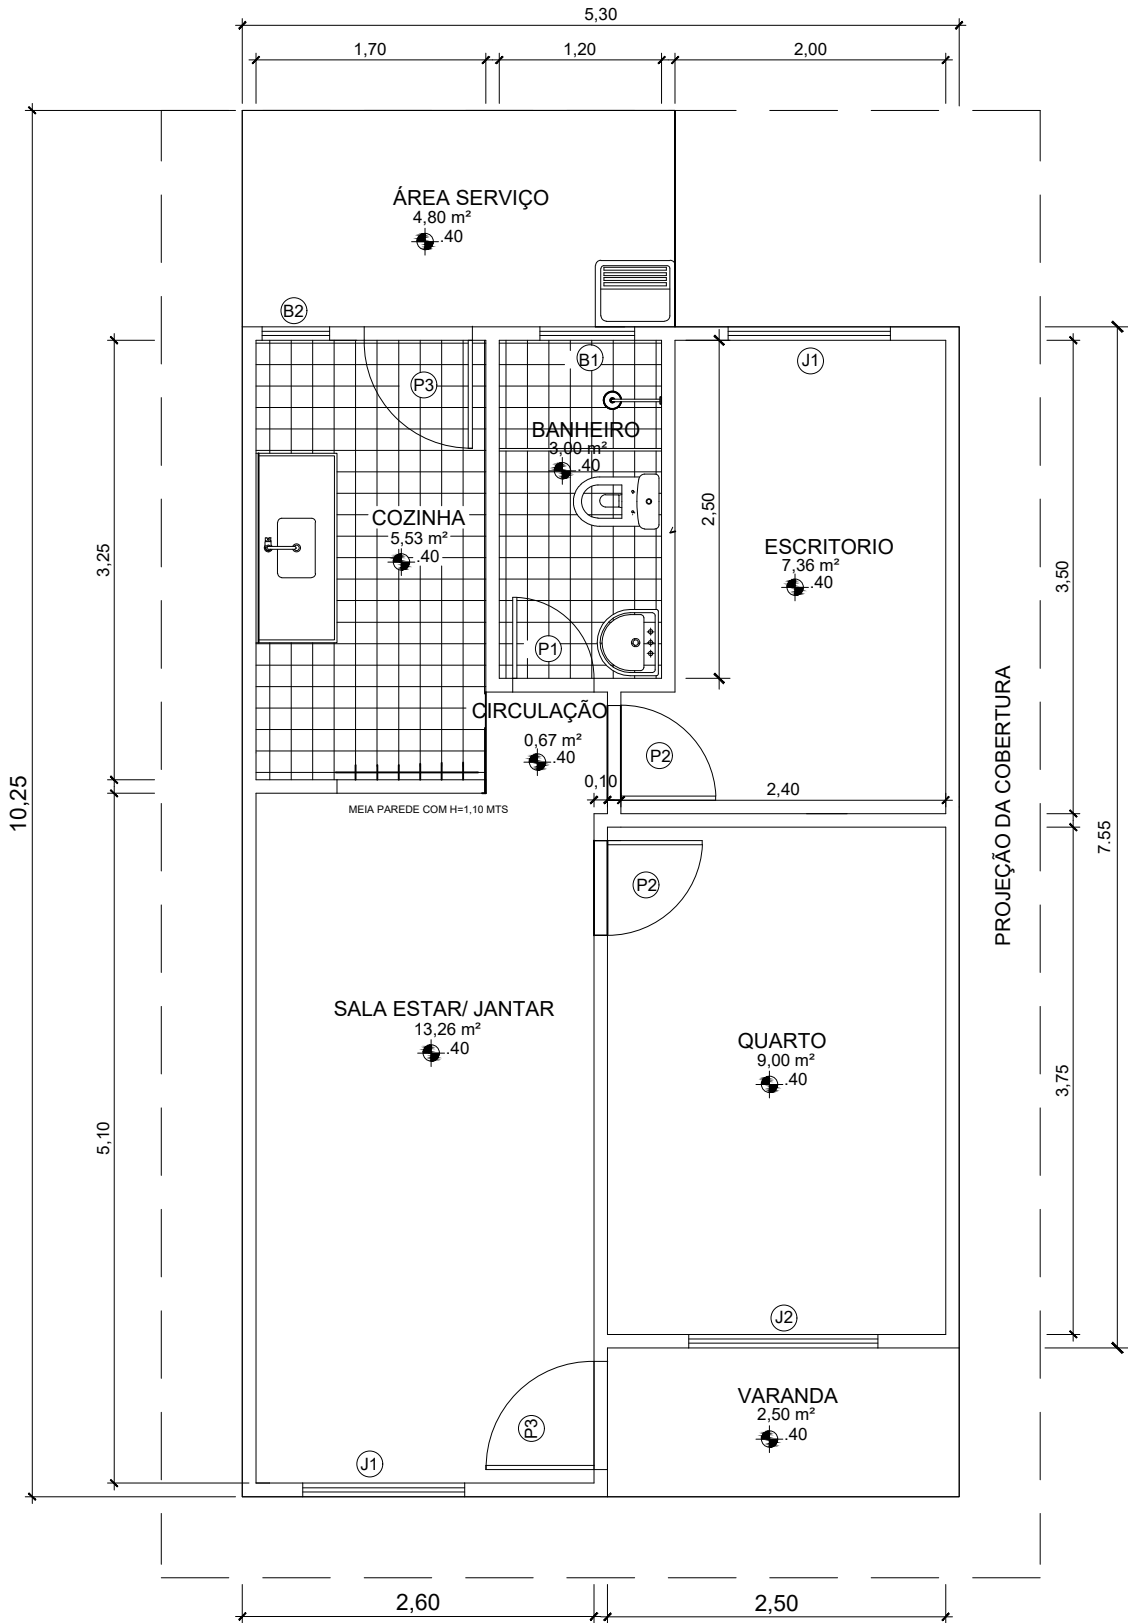 5,30
1,70
1,20
2,00
ÁREA SERVIÇO
4,80 m²
.40
B2
B1
J1
P3
BANHEIRO
3,00 m²
.40
COZINHA
5,53 m²
.40
2,50
ESCRITORIO
7,36 m²
.40
3,25
3,50
P1
CIRCULAÇÃO
0,67 m²
.40
P2
0,10
2,40
MEIA PAREDE COM H=1,10 MTS
10,25
7.55
PROJEÇÃO DA COBERTURA
P2
SALA ESTAR/ JANTAR
13,26 m²
.40
QUARTO
9,00 m²
.40
5,10
3,75
J2
VARANDA
2,50 m²
.40
P3
J1
2,60
2,50